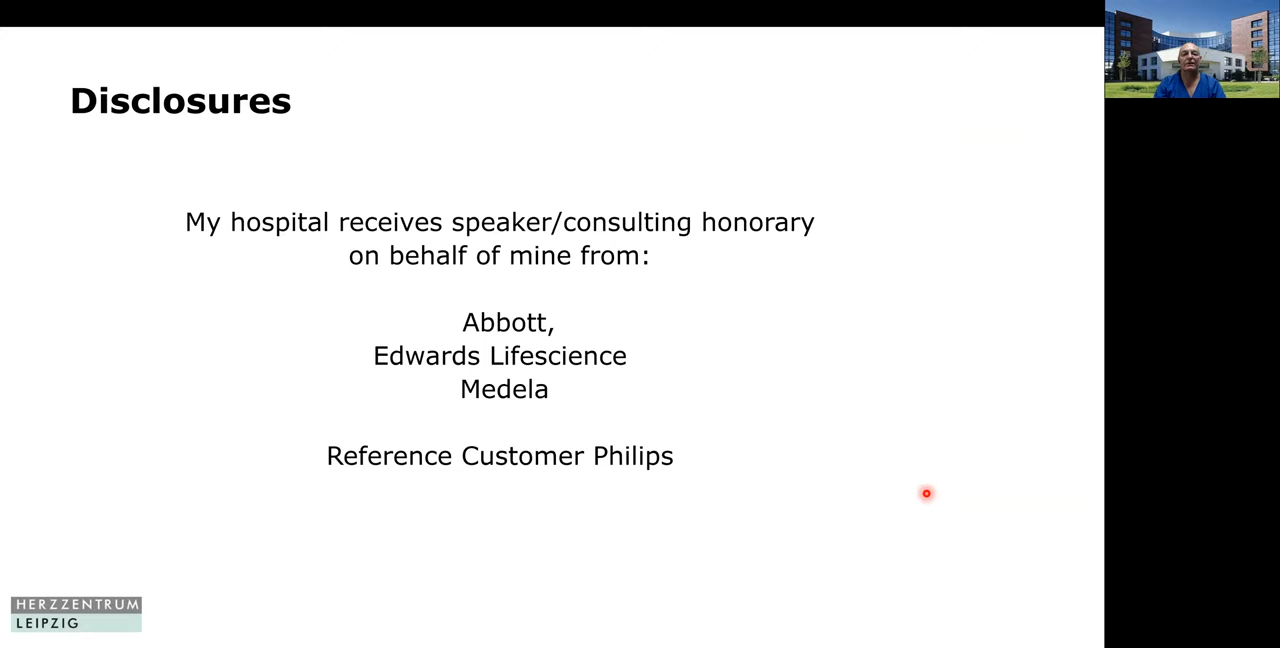 Disclosures
My hospital receives speaker/consulting honorary
on behalf of mine from:
Abbott,
Edwards Lifescience
Medela
Reference Customer Philips
HERZZENTRUM
LEIPZIG